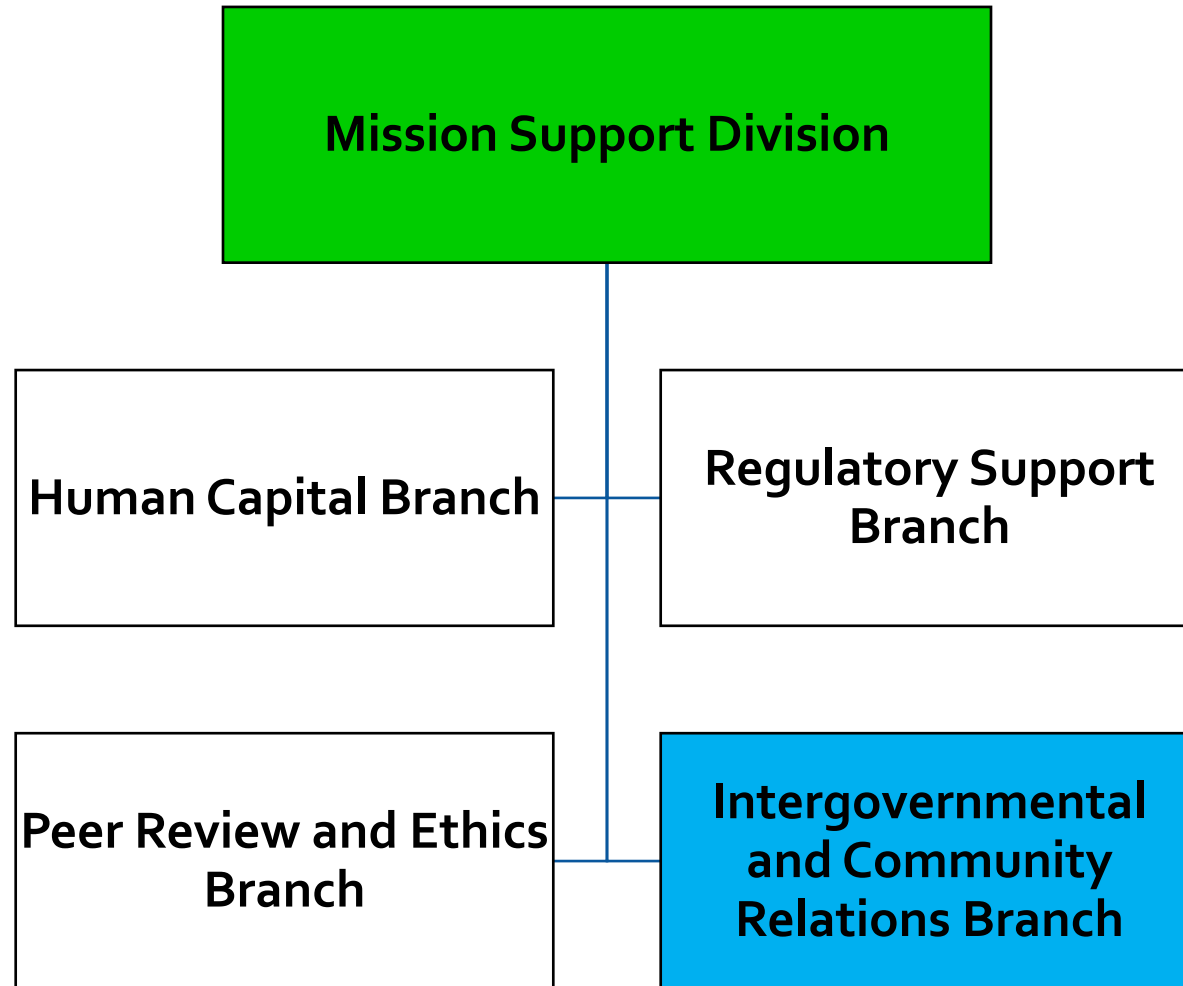 Mission Support Division
Human Capital Branch
Regulatory Support
Branch
Peer Review and Ethics
Branch
Intergovernmental
and Community
Relations Branch